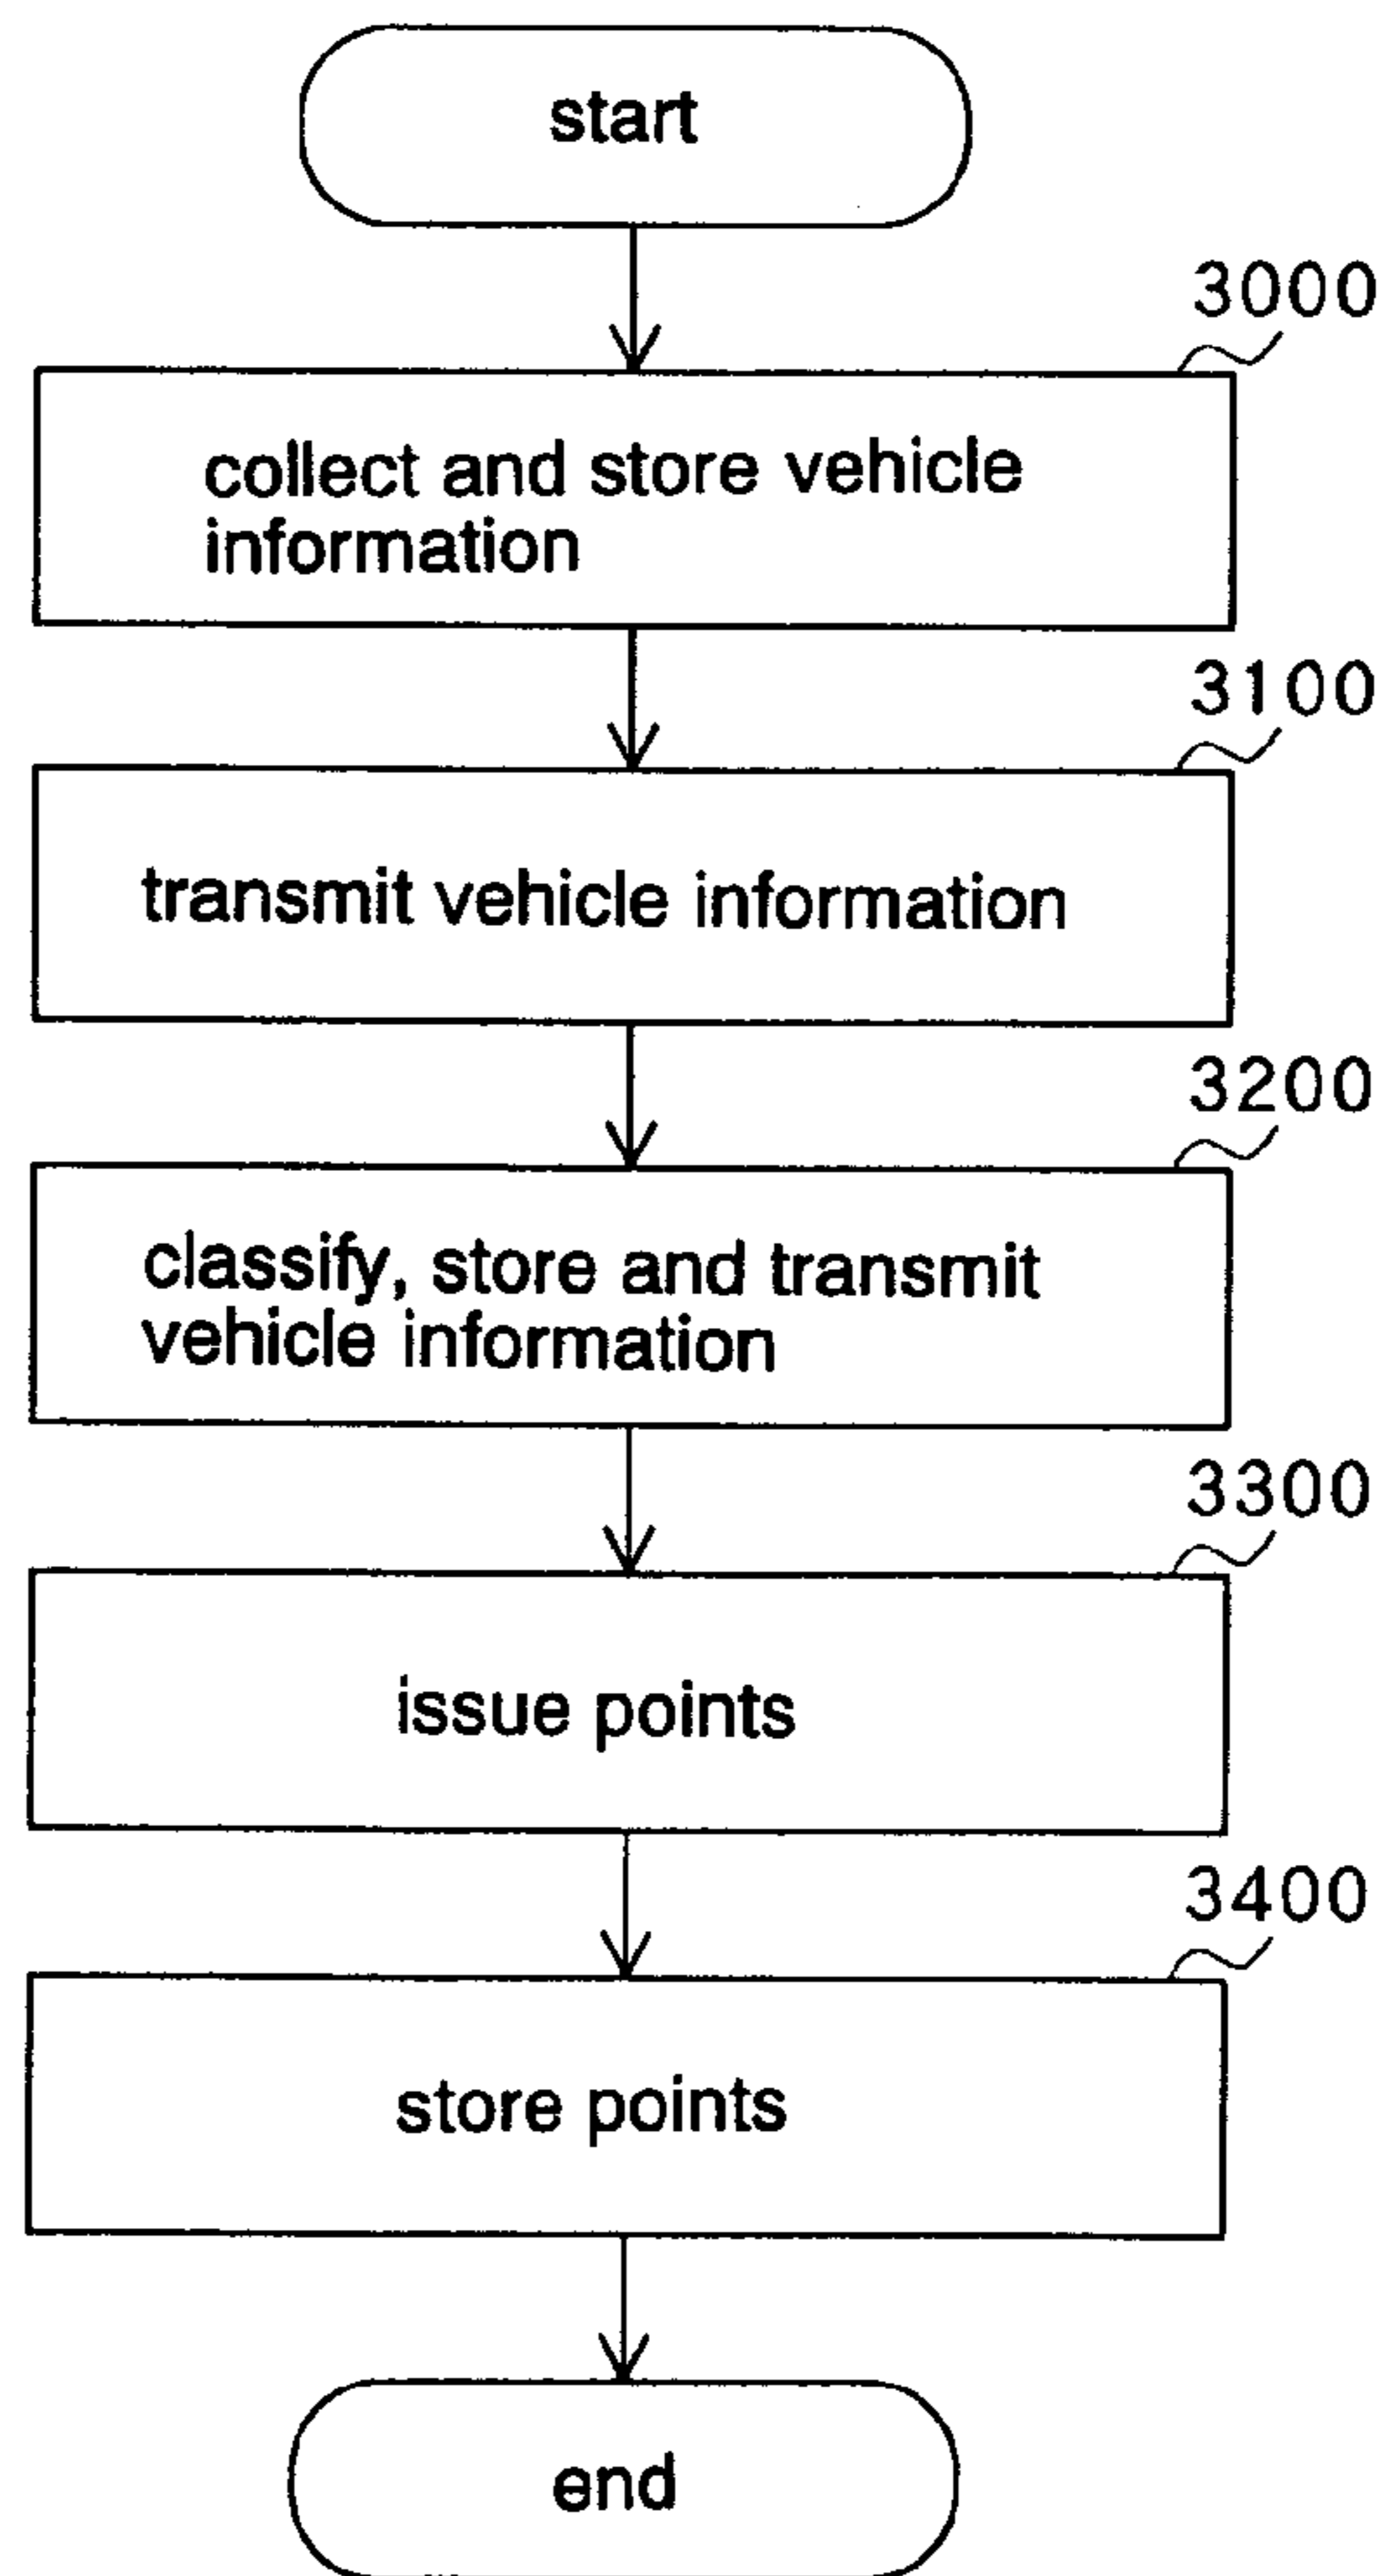 start
3000
collect and store vehicle
information
3100
transmit vehicle information
3200
classify, store and transmit
vehicle information
3300
issue points
3400
store points
end